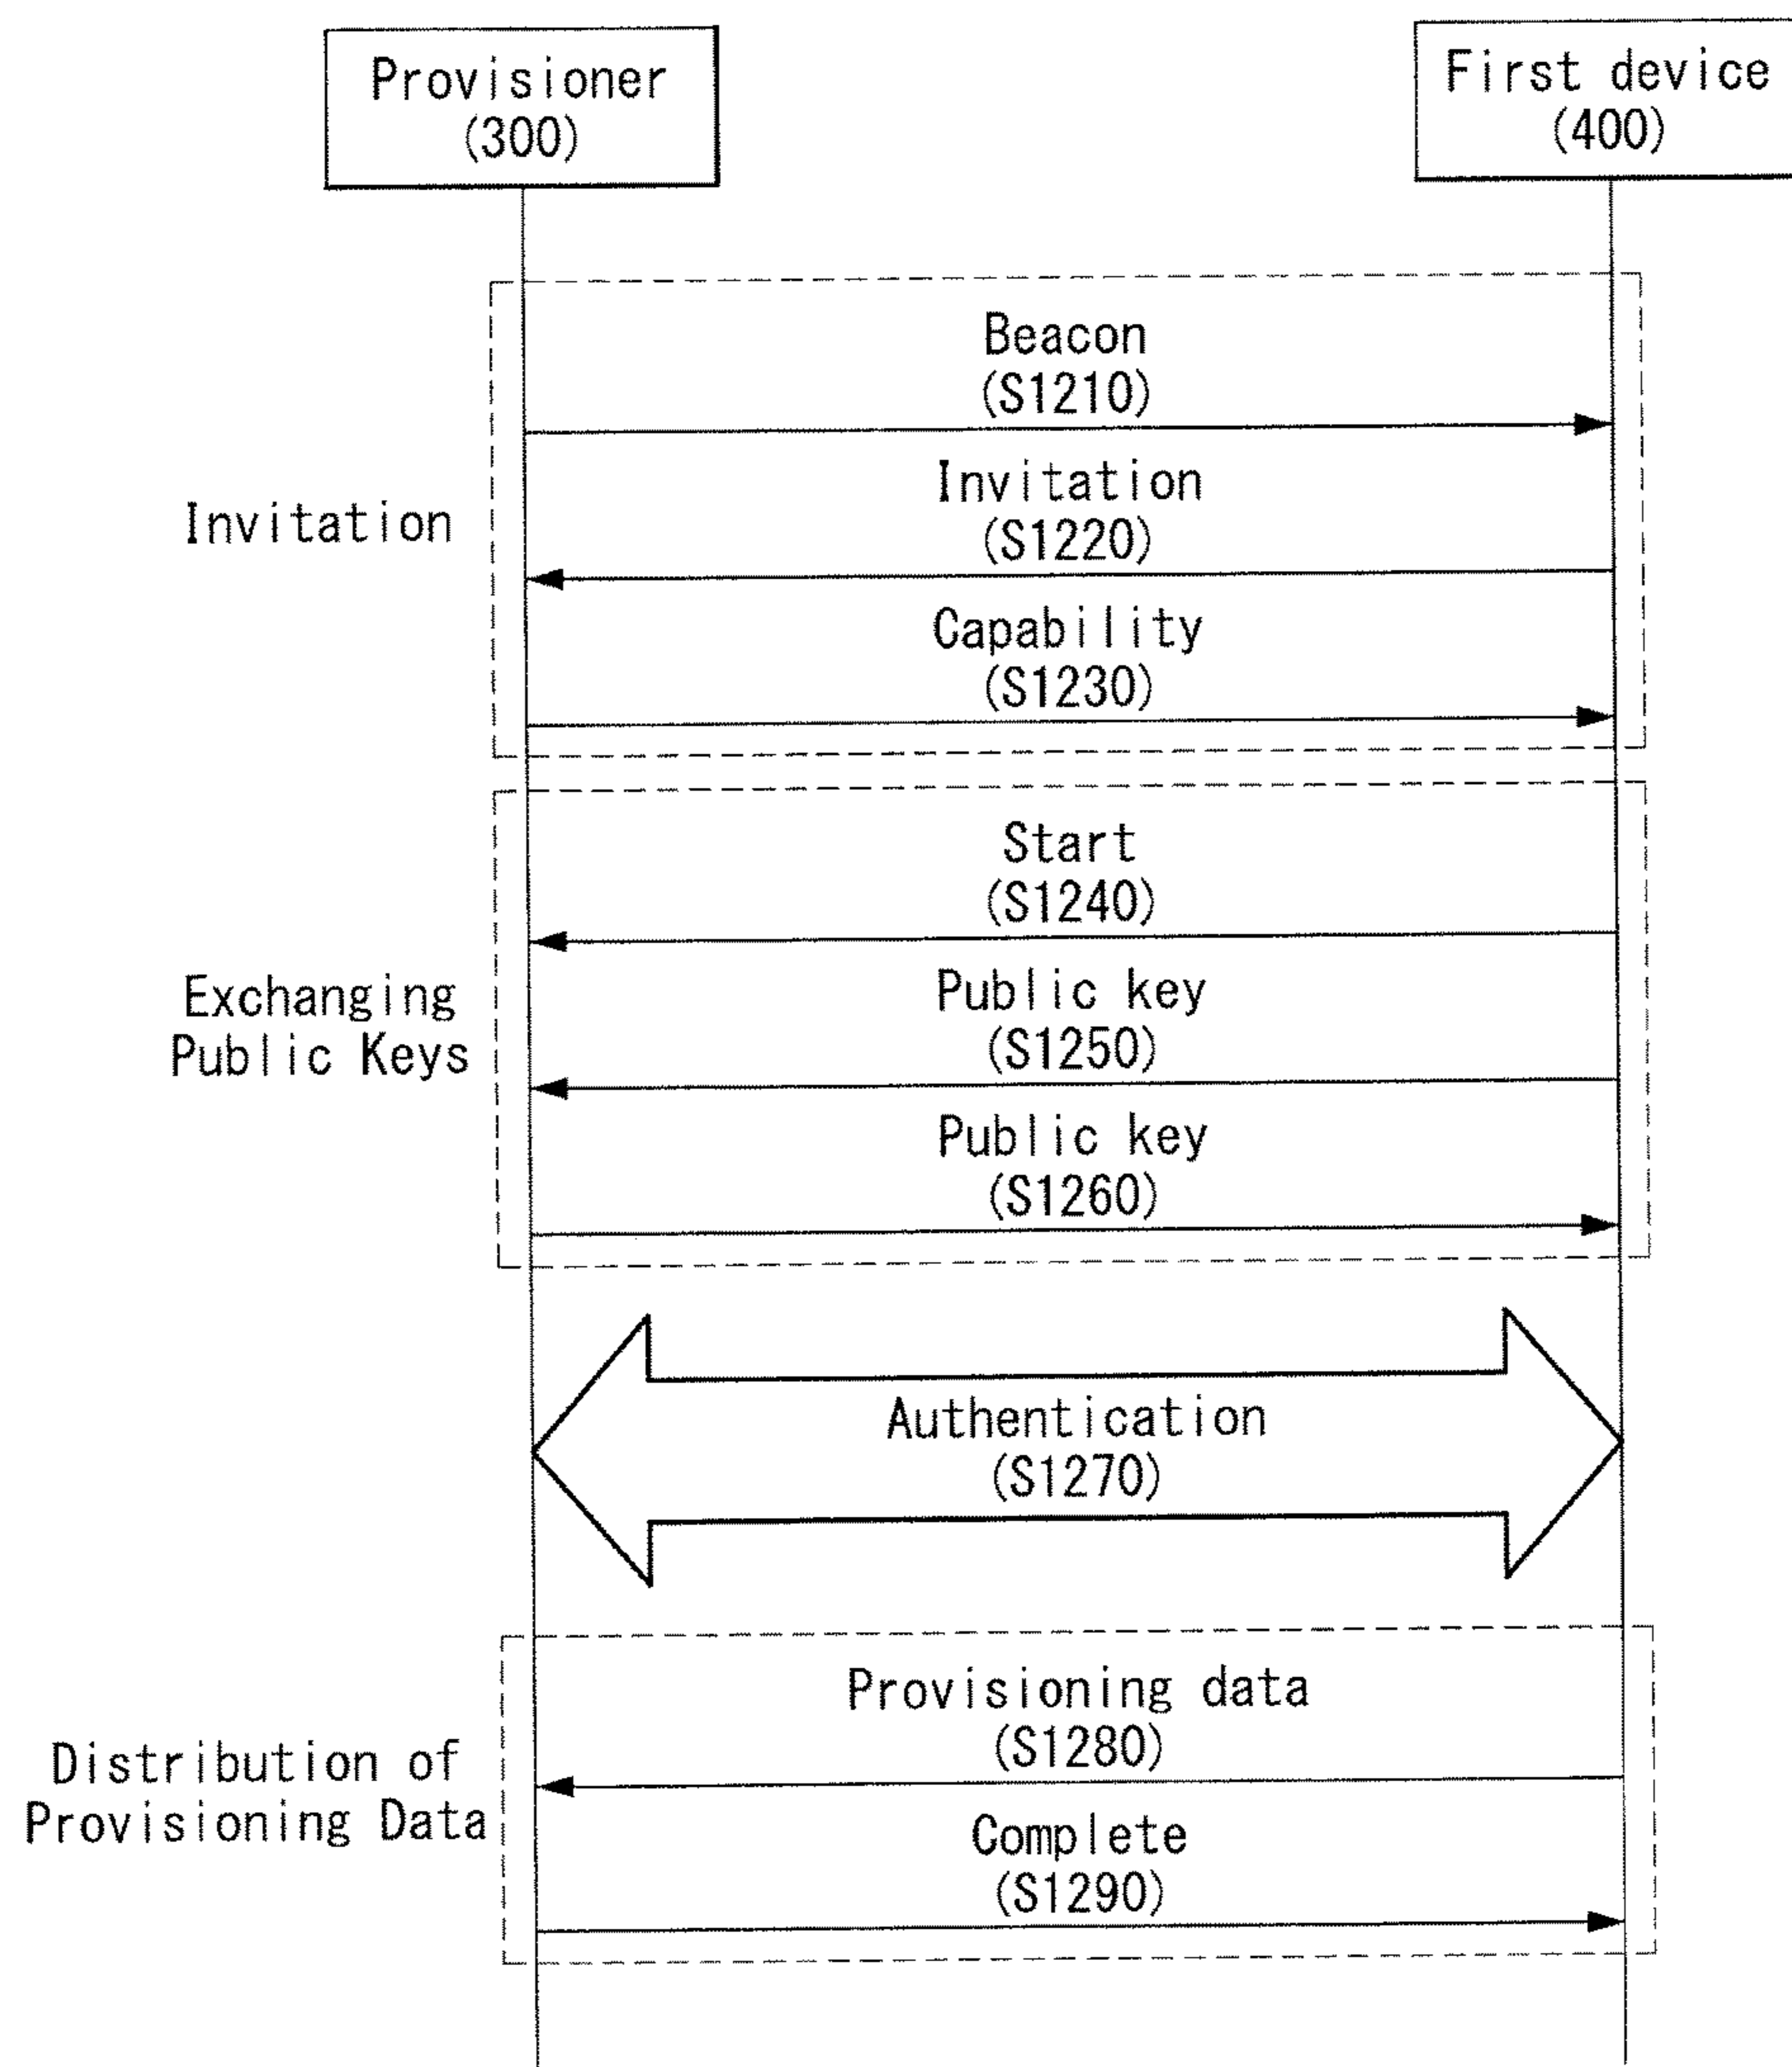 Provisioner
(300)
First device
(400)
Beacon
(S1210)
Invitation
Invitation
(S1220)
Capability
(S1230)
Start
(S1240)
Exchanging
Public Keys
Public key
(S1250)
Public key
(S1260)
Authentication
(S1270)
Provisioning data
(S1280)
Distribution of
Provisioning Data
Complete
(S1290)